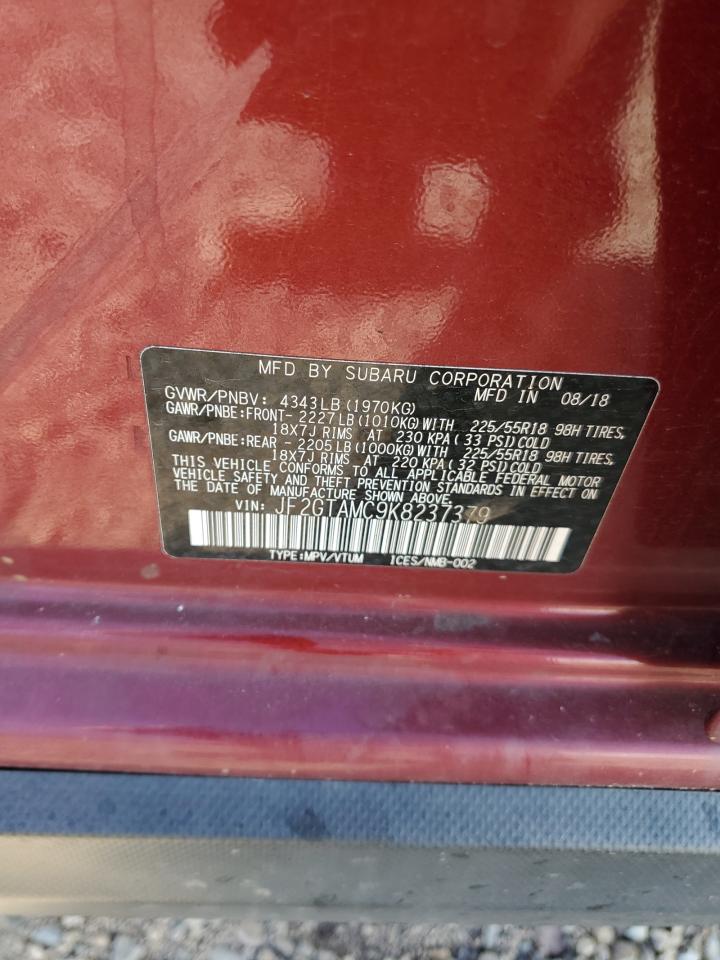 MFD BY SUBARU CORPORATION
GVWR/PNBV: 4343LB(1970KG) MFD IN 08/18
GAWR/PNBE:FRONT- 2227LB(1010KG)WITH 225/55R18 98H TIRES,
18X7J RIMS AT 230 KPA( 33 PSI)COLD
GAWR/PNBE:REAR - 2205LB(1000KG)WITH 225/55R18 98H TIRES,
18X7J RIMS AT 220 KPA( 32 PSI)COLD
THIS VEHICLE CONFORMS TO ALL APPLICABLE FEDERAL MOTOR
VEHICLE SAFETY AND THEFT PREVENTION STANDARDS IN EFFECT ON
THE DATE OF MANUFACTURE SHOWN ABOVE.
VIN: JF2GTAMC9K8237379
TYPE:MPV/VTUM ICES/NMB-002